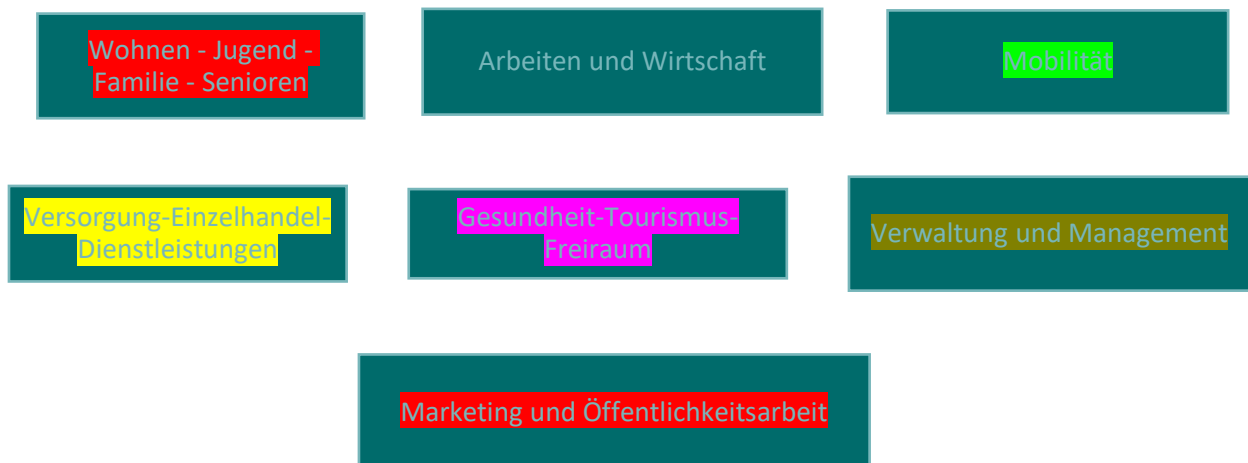 Wohnen - Jugend -
Familie - Senioren
Arbeiten und Wirtschaft
Mobilität
Versorgung-Einzelhandel-
Dienstleistungen
Gesundheit-Tourismus-
Freiraum
Verwaltung und Management
Marketing und Öffentlichkeitsarbeit